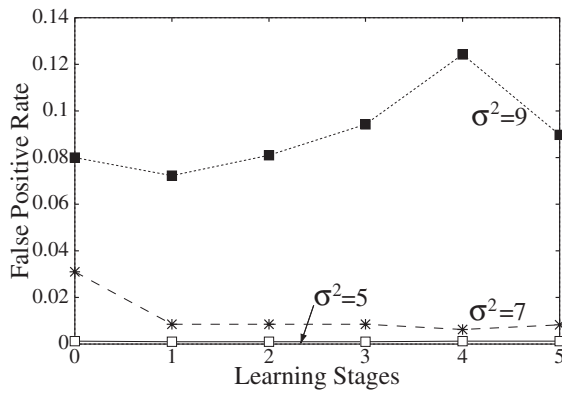 0.14
0.12
0.1
0.08
0.06
0.04
0.02
0
False Positive Rate
σ²=9
σ²=5
σ²=7
0 1 2 3 4 5
Learning Stages